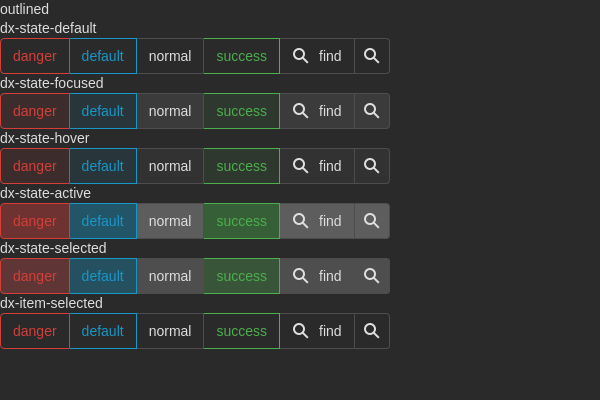 outlined
dx-state-default
danger default normal success find
dx-state-focused
danger default normal success find
dx-state-hover
danger default normal success find
dx-state-active
danger default normal success find
dx-state-selected
danger default normal success find
dx-item-selected
danger default normal success find